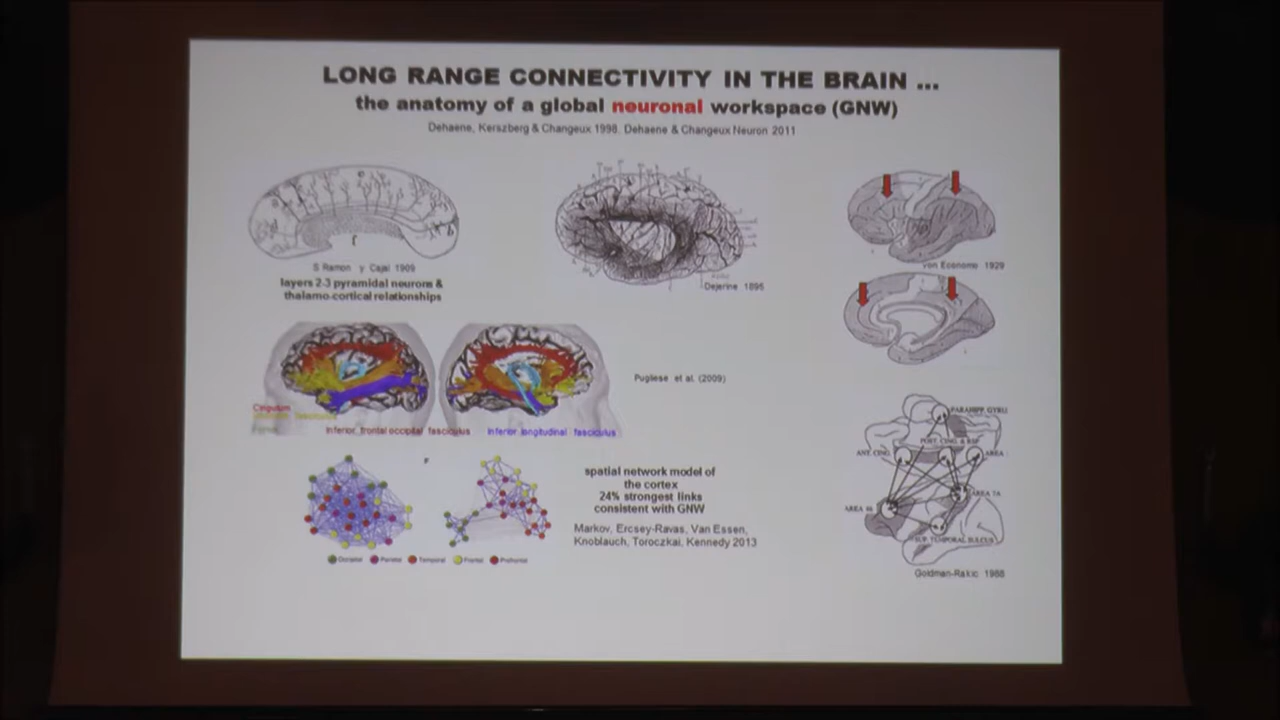 LONG RANGE CONNECTIVITY IN THE BRAIN ...
the anatomy of a global neuronal workspace (GNW)
Dehaene, Kerszberg & Changeux 1998. Dehaene & Changeux Neuron 2011
S Ramon y Cajal 1909
layers 2-3 pyramidal neurons &
thalamo-cortical relationships
Dejerine 1895
von Economo 1929
Pugliese et al. (2009)
Cingulum
Inferior frontal occipital fasciculus
Inferior longitudinal fasciculus
spatial network model of
the cortex
24% strongest links
consistent with GNW
Markov, Ercsey-Ravas, Van Essen,
Knoblauch, Toroczkai, Kennedy 2013
Occipital Parietal Temporal Frontal Prefrontal
PARAHIPP. GYRUS
POST. CING. & RSP
ANT. CING.
AREA
AREA 7A
AREA 46
SUP. TEMPORAL SULCUS
Goldman-Rakic 1988